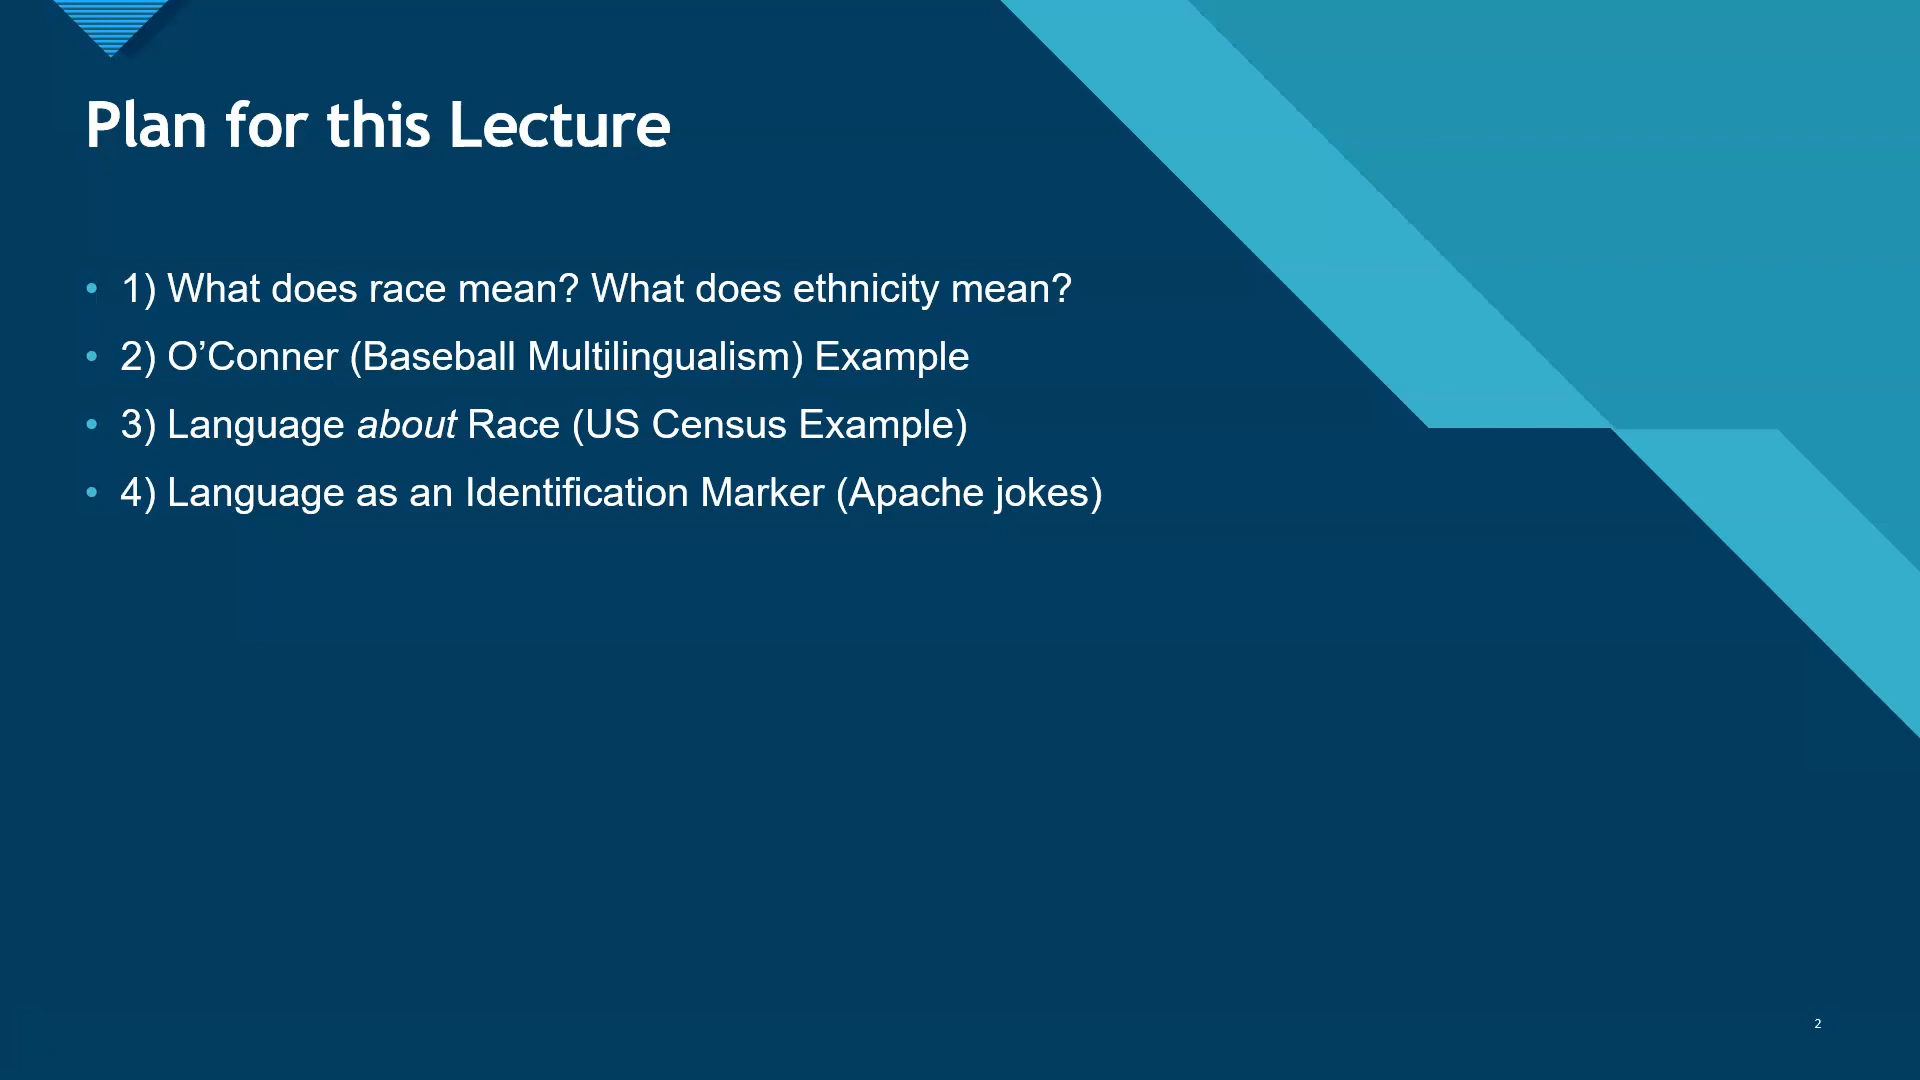 Plan for this Lecture
• 1) What does race mean? What does ethnicity mean?
• 2) O’Conner (Baseball Multilingualism) Example
• 3) Language about Race (US Census Example)
• 4) Language as an Identification Marker (Apache jokes)
2